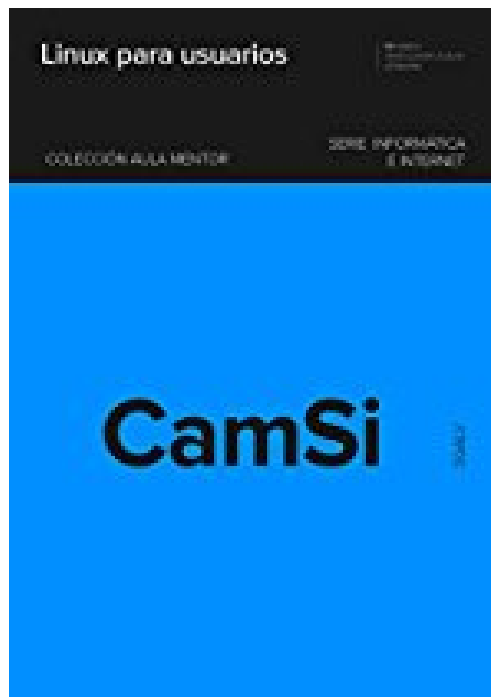 Linux para usuarios
COLECCIÓN AULA MENTOR
SERIE INFORMÁTICA
E INTERNET
CamSi